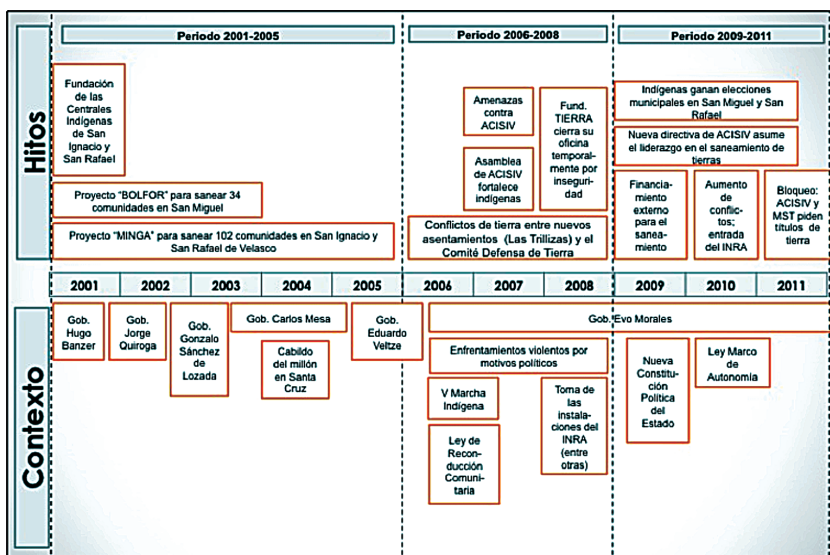 Periodo 2001-2005
Periodo 2006-2008
Periodo 2009-2011
Hitos
Fundación
de las
Centrales
Indígenas
de San
Ignacio y
San Rafael
Proyecto “BOLFOR” para sanear 34
comunidades en San Miguel
Proyecto “MINGA” para sanear 102 comunidades en San Ignacio y
San Rafael de Velasco
Amenazas
contra
ACISIV
Asamblea
de ACISIV
fortalece
indígenas
Fund.
TIERRA
cierra su
oficina
temporal-
mente por
inseguri-
dad
Conflictos de tierra entre nuevos
asentamientos (Las Trillizas) y el
Comité Defensa de Tierra
Indígenas ganan elecciones
municipales en San Miguel y San
Rafael
Nueva directiva de ACISIV asume
el liderazgo en el saneamiento de
tierras
Financia-
miento
externo
para el
sanea-
miento
Aumento
de
conflic-
tos;
entrada
del INRA
Bloqueo:
ACISIV y
MST piden
títulos de
tierra
2001
2002
2003
2004
2005
2006
2007
2008
2009
2010
2011
Contexto
Gob.
Hugo
Banzer
Gob.
Jorge
Quiroga
Gob.
Gonzalo
Sánchez
de
Lozada
Gob. Carlos Mesa
Cabildo
del millón
en Santa
Cruz
Gob.
Eduardo
Veltze
Gob. Evo Morales
Enfrentamientos violentos por
motivos políticos
V Marcha
Indígena
Ley de
Recon-
ducción
Comuni-
taria
Toma de
las
instala-
ciones del
INRA
(entre
otras)
Nueva
Constitu-
ción
Política
del
Estado
Ley Marco
de
Autonomía